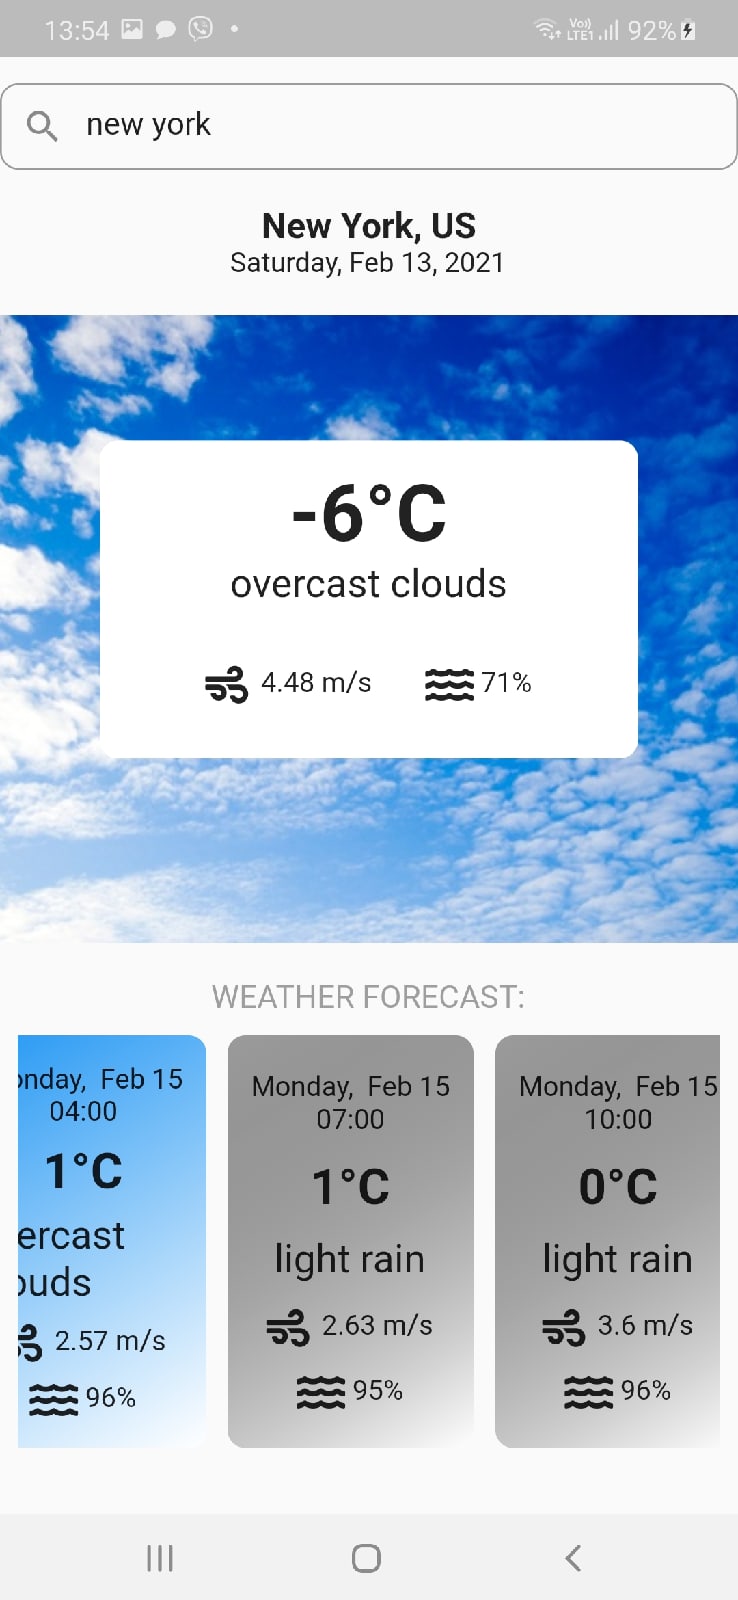 13:54
Vo)) LTE1 92%
new york
New York, US
Saturday, Feb 13, 2021
-6°C
overcast clouds
4.48 m/s 71%
WEATHER FORECAST:
onday,  Feb 15
04:00
1°C
ercast
ouds
2.57 m/s
96%
Monday,  Feb 15
07:00
1°C
light rain
2.63 m/s
95%
Monday,  Feb 15
10:00
0°C
light rain
3.6 m/s
96%